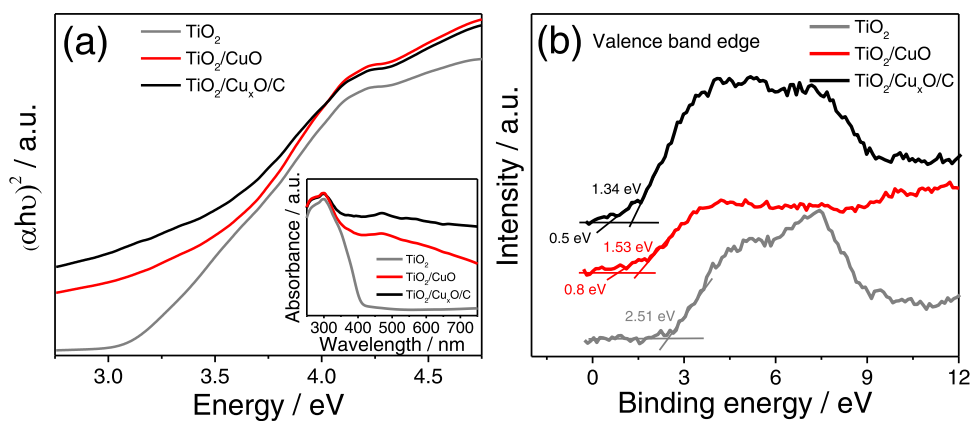 (a)
TiO₂
TiO₂/CuO
TiO₂/CuₓO/C
(αhυ)² / a.u.
Absorbance / a.u.
TiO₂
TiO₂/CuO
TiO₂/CuₓO/C
300 400 500 600 700
Wavelength / nm
3.0 3.5 4.0 4.5
Energy / eV
(b)
Valence band edge
TiO₂
TiO₂/CuO
TiO₂/CuₓO/C
Intensity / a.u.
1.34 eV
0.5 eV
1.53 eV
0.8 eV
2.51 eV
0 3 6 9 12
Binding energy / eV